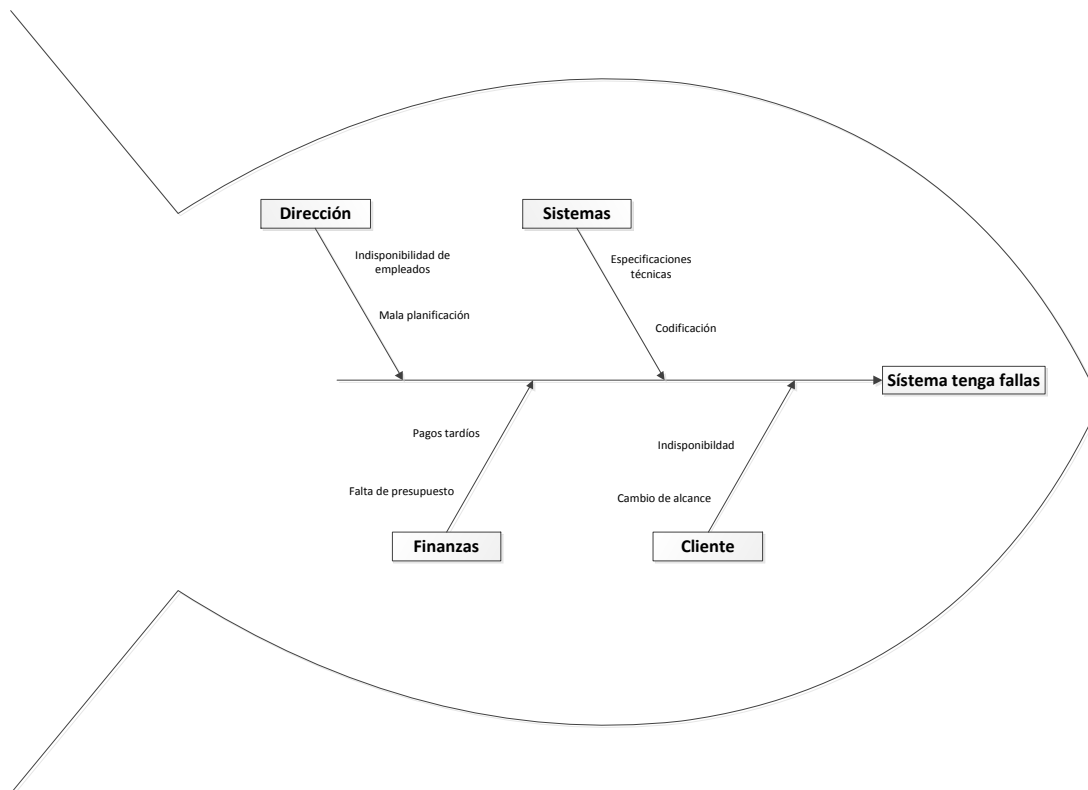 Dirección
Sistemas
Indisponibilidad de
empleados
Especificaciones
técnicas
Mala planificación
Codificación
Sístema tenga fallas
Pagos tardíos
Indisponibildad
Falta de presupuesto
Cambio de alcance
Finanzas
Cliente